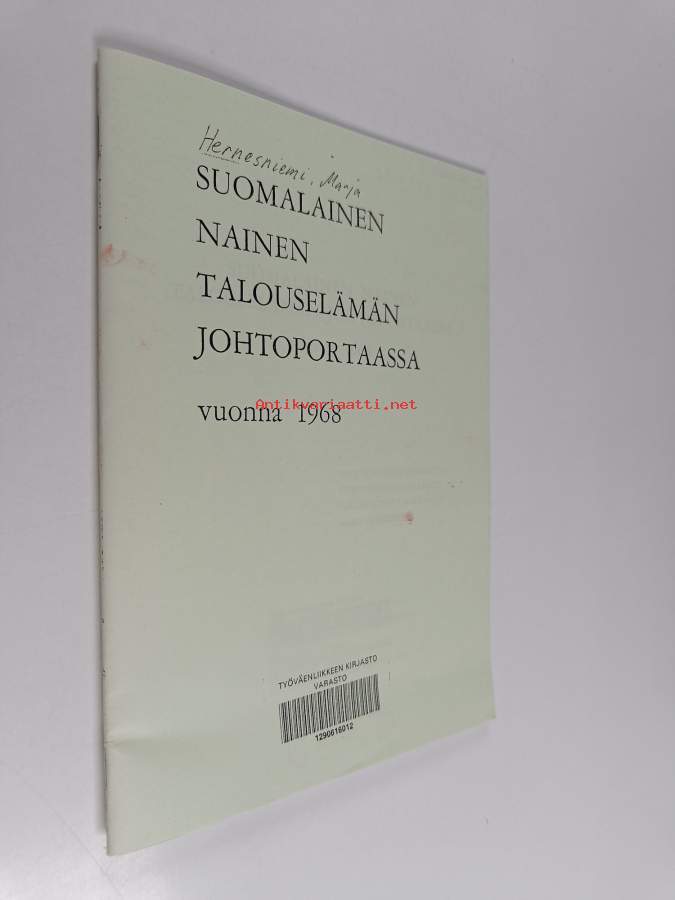 Hernesniemi, Marja
SUOMALAINEN
NAINEN
TALOUSELÄMÄN
JOHTOPORTAASSA
Antikvariaatti.net
vuonna 1968
TYÖVÄENLIIKKEEN KIRJASTO
VARASTO
1290616012